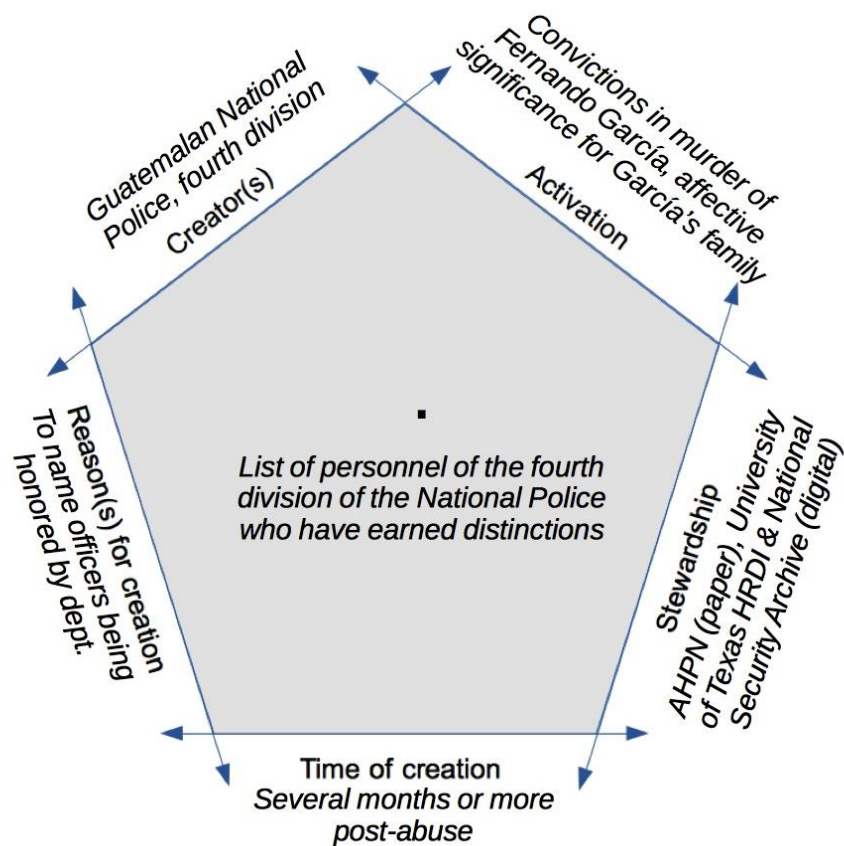 Guatemalan National
Police, fourth division
Creator(s)
Convictions in murder of
Fernando García, affective
significance for García's family
Activation
Reason(s) for creation
To name officers being
honored by dept.
List of personnel of the fourth
division of the National Police
who have earned distinctions
Stewardship
AHPN (paper), University
of Texas HRDI & National
Security Archive (digital)
Time of creation
Several months or more
post-abuse